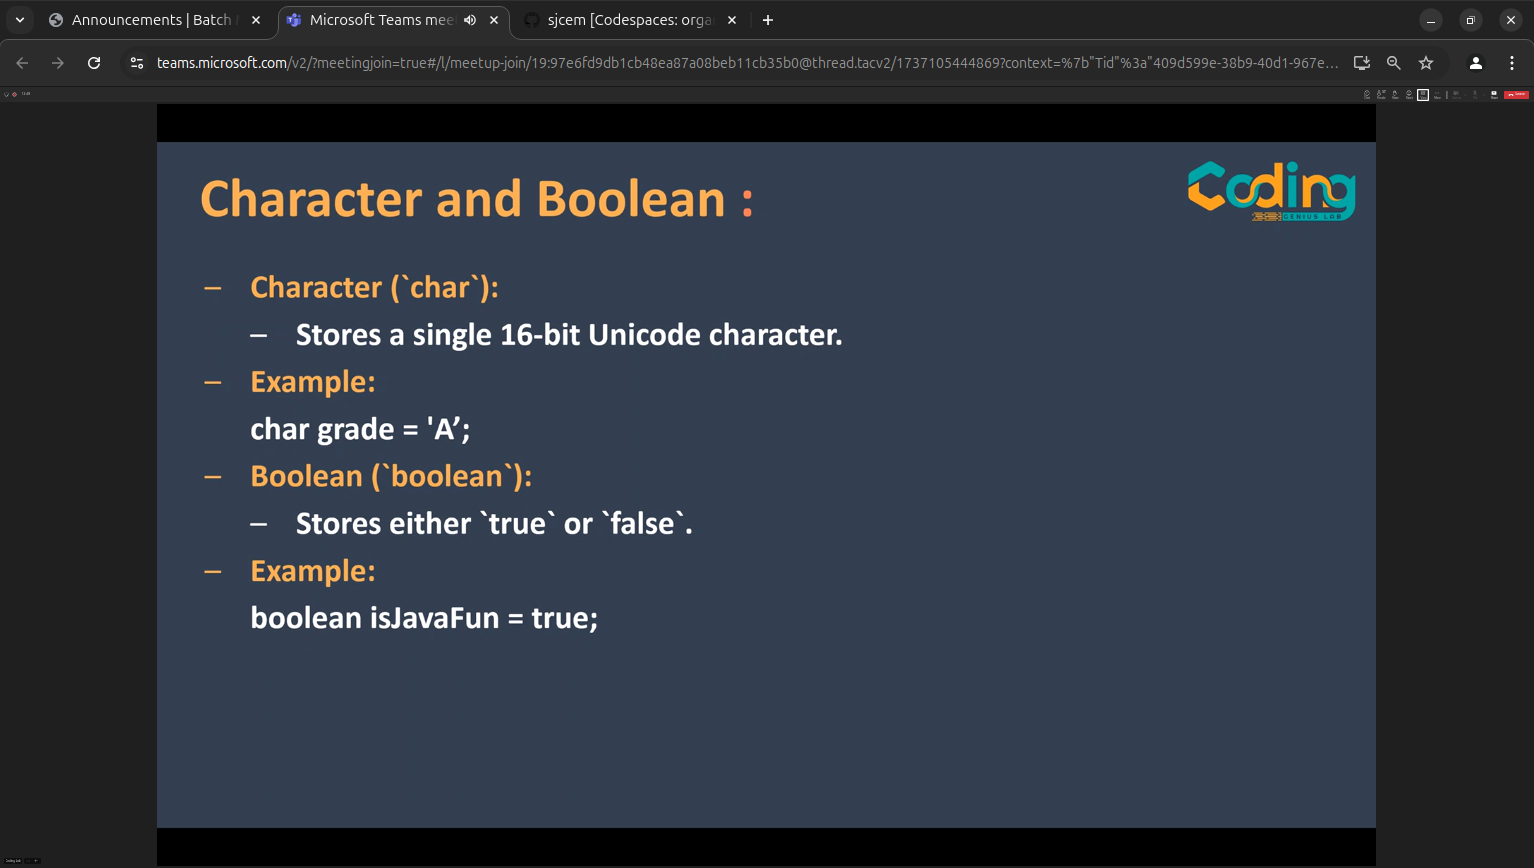 Announcements | Batch
Microsoft Teams mee
sjcem [Codespaces: orga
teams.microsoft.com/v2/?meetingjoin=true#/l/meetup-join/19:97e6fd9db1cb48ea87a08beb11cb35b0@thread.tacv2/1737105444869?context=%7b"Tid"%3a"409d599e-38b9-40d1-967e...
Character and Boolean :
Coding
GENIUS LAB
– Character (`char`):
– Stores a single 16-bit Unicode character.
– Example:
char grade = 'A’;
– Boolean (`boolean`):
– Stores either `true` or `false`.
– Example:
boolean isJavaFun = true;